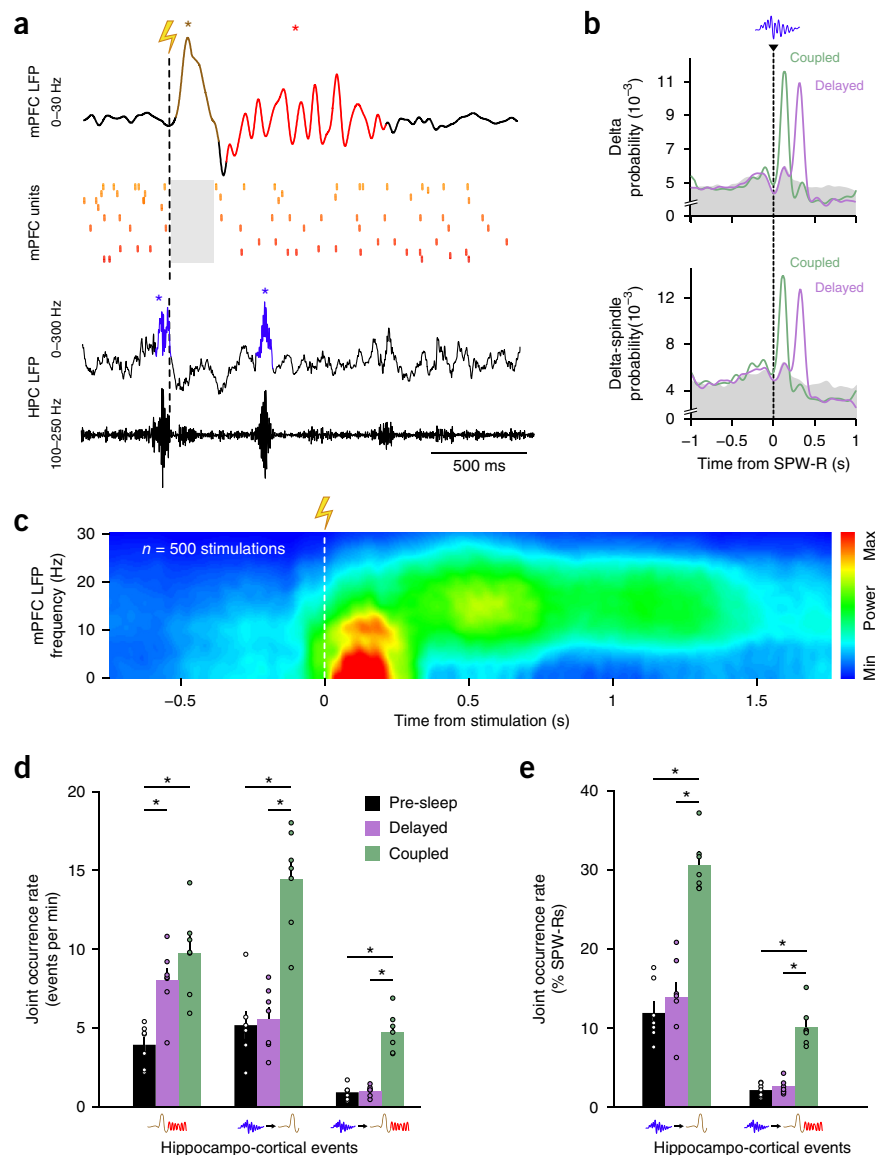 a
*
*
mPFC LFP
0–30 Hz
mPFC units
*
*
HPC LFP
0–300 Hz
100–250 Hz
500 ms
b
Coupled
Delayed
Delta
probability (10⁻³)
11
9
7
5
0
Coupled
Delayed
Delta-spindle
probability(10⁻³)
14
9
4
0
−1
−0.5
0
0.5
1
Time from SPW-R (s)
c
n = 500 stimulations
mPFC LFP
frequency (Hz)
30
20
10
0
−0.5
0
0.5
1
1.5
Time from stimulation (s)
Max
Power
Min
d
Joint occurrence rate
(events per min)
20
15
10
5
0
*
*
*
*
*
*
Pre-sleep
Delayed
Coupled
Hippocampo-cortical events
e
Joint occurrence rate
(% SPW-Rs)
40
30
20
10
0
*
*
*
*
Hippocampo-cortical events